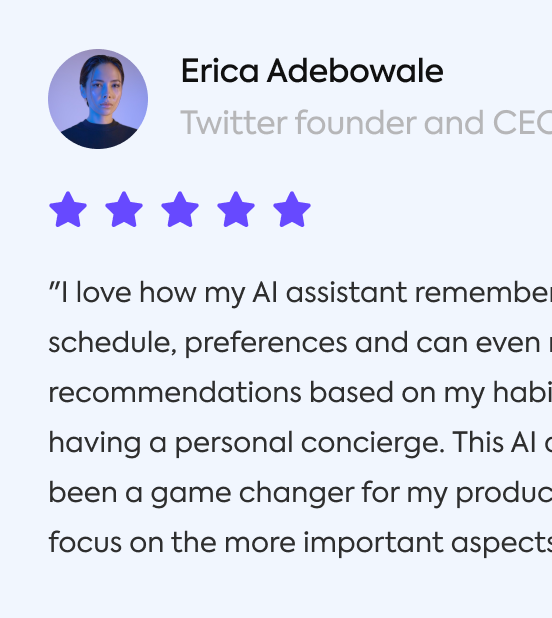 Erica Adebowale
Twitter founder and CEO
"I love how my AI assistant remember
schedule, preferences and can even
recommendations based on my habi
having a personal concierge. This AI
been a game changer for my produc
focus on the more important aspects